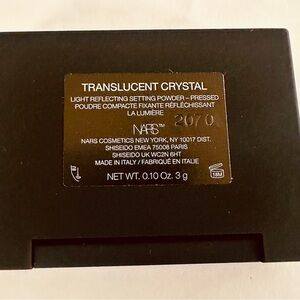 TRANSLUCENT CRYSTAL
LIGHT REFLECTING SETTING POWDER – PRESSED
POUDRE COMPACTE FIXANTE RÉFLÉCHISSANT
LA LUMIÈRE
NARS 2070
NARS COSMETICS NEW YORK, NY 10017 DIST.
SHISEIDO EMEA 75008 PARIS
SHISEIDO UK WC2N 6HT
MADE IN ITALY / FABRIQUÉ EN ITALIE
18M
NET WT. 0.10 Oz. 3 g